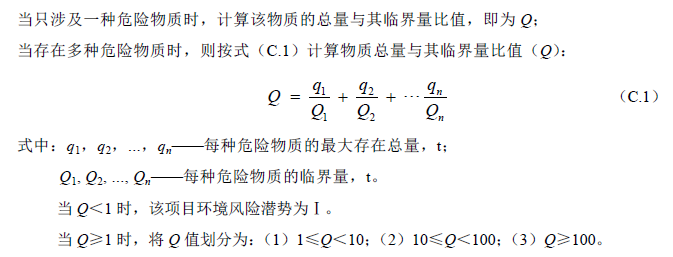 当只涉及一种危险物质时，计算该物质的总量与其临界量比值，即为 Q；
当存在多种危险物质时，则按式（C.1）计算物质总量与其临界量比值（Q）：
Q = q₁/Q₁ + q₂/Q₂ + ⋯ qₙ/Qₙ （C.1）
式中：q₁，q₂，…，qₙ——每种危险物质的最大存在总量，t；
Q₁, Q₂, …, Qₙ——每种危险物质的临界量，t。
当 Q＜1 时，该项目环境风险潜势为Ⅰ。
当 Q≥1 时，将 Q 值划分为：（1）1≤Q＜10；（2）10≤Q＜100；（3）Q≥100。